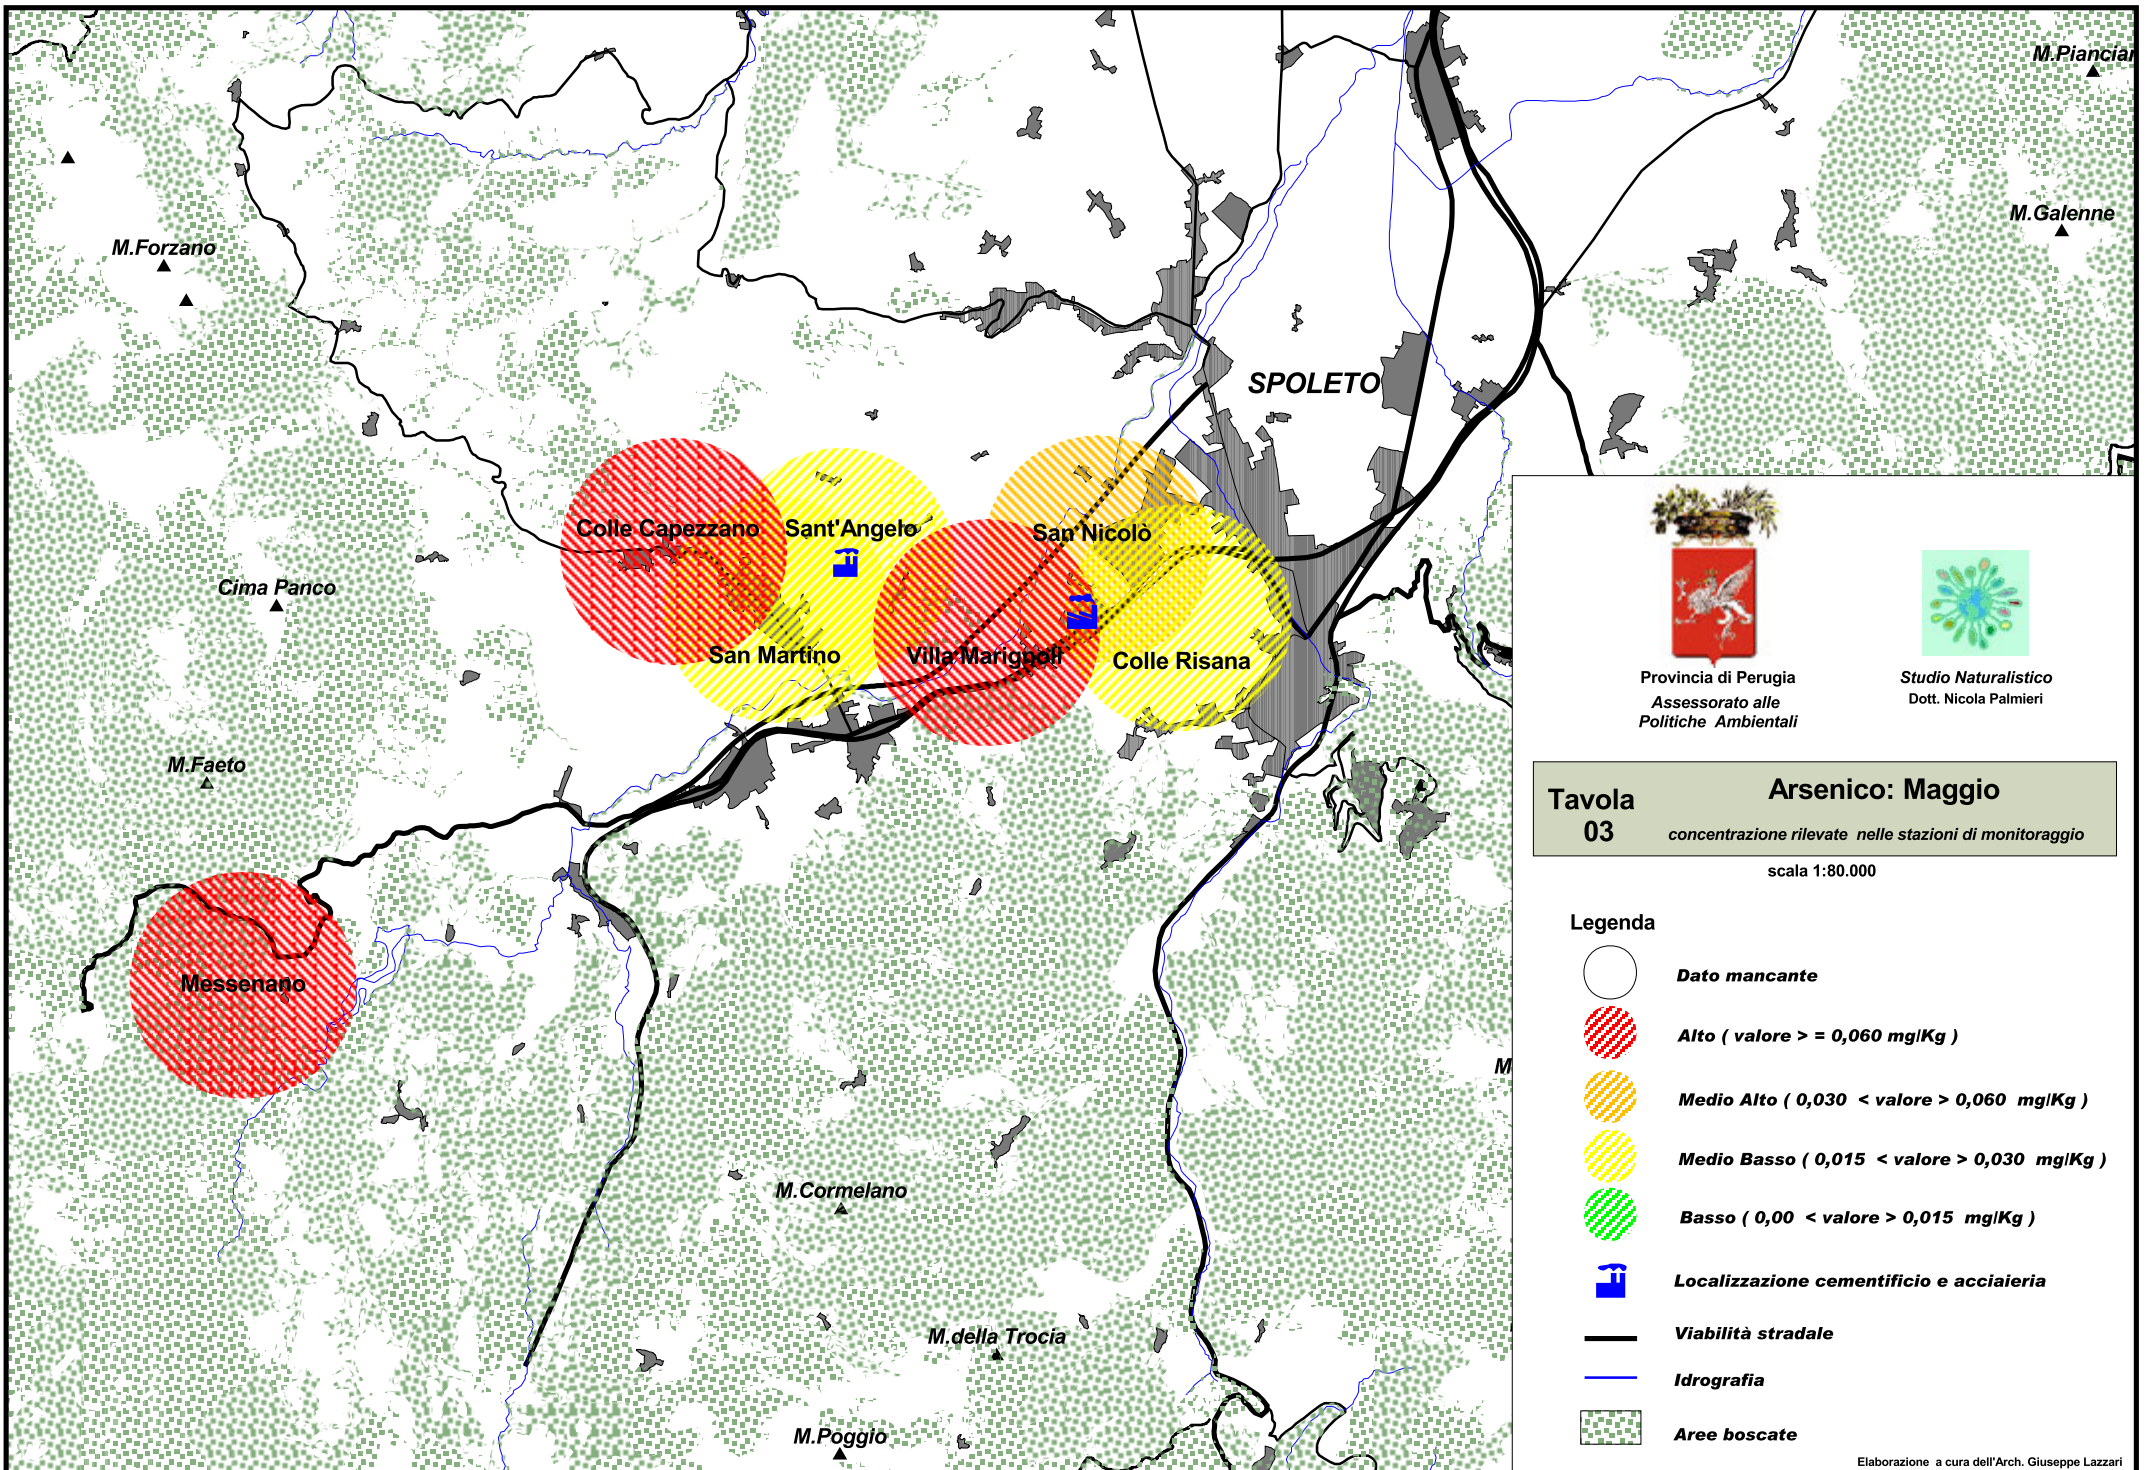 M.Pianciar
M.Galenne
M.Forzano
SPOLETO
Colle Capezzano
Sant'Angelo
San Nicolò
Cima Panco
San Martino
Villa Marignoli
Colle Risana
M.Faeto
Messenano
M.Cormelano
M.della Trocia
M.Poggio
M
Provincia di Perugia
Assessorato alle
Politiche Ambientali
Studio Naturalistico
Dott. Nicola Palmieri
Tavola
03
Arsenico: Maggio
concentrazione rilevate nelle stazioni di monitoraggio
scala 1:80.000
Legenda
Dato mancante
Alto ( valore > = 0,060 mg/Kg )
Medio Alto ( 0,030 < valore > 0,060 mg/Kg )
Medio Basso ( 0,015 < valore > 0,030 mg/Kg )
Basso ( 0,00 < valore > 0,015 mg/Kg )
Localizzazione cementificio e acciaieria
Viabilità stradale
Idrografia
Aree boscate
Elaborazione a cura dell'Arch. Giuseppe Lazzari